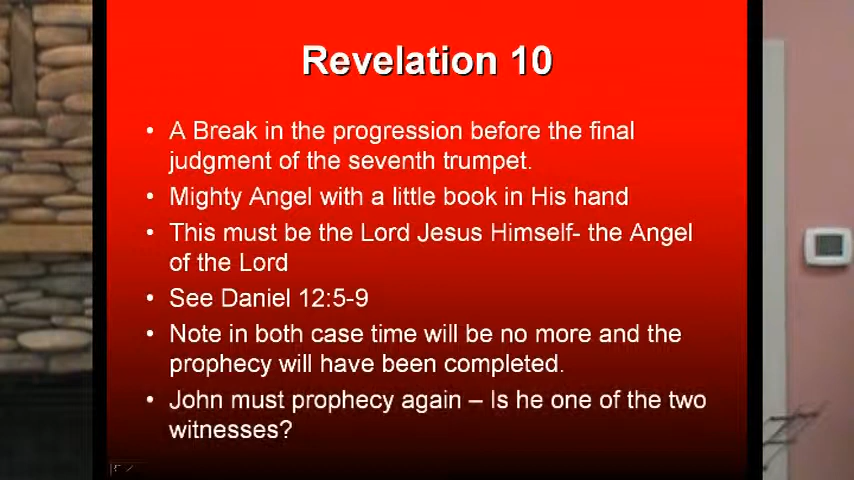 Revelation 10
• A Break in the progression before the final
judgment of the seventh trumpet.
• Mighty Angel with a little book in His hand
• This must be the Lord Jesus Himself- the Angel
of the Lord
• See Daniel 12:5-9
• Note in both case time will be no more and the
prophecy will have been completed.
• John must prophecy again – Is he one of the two
witnesses?